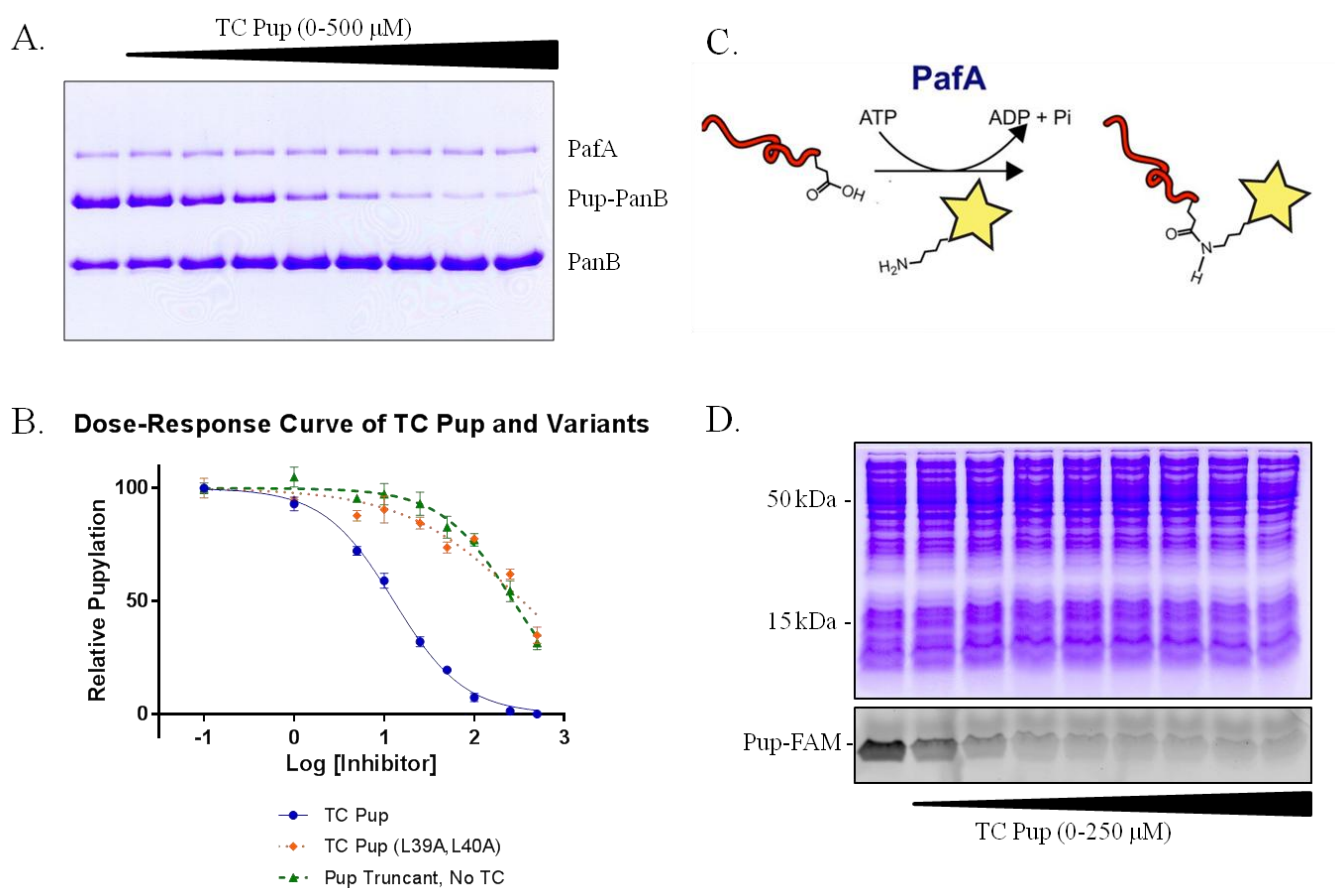 A.
TC Pup (0-500 μM)
PafA
Pup-PanB
PanB
B.
Dose-Response Curve of TC Pup and Variants
Relative Pupylation
100
50
0
-1 0 1 2 3
Log [Inhibitor]
TC Pup
TC Pup (L39A,L40A)
Pup Truncant, No TC
C.
PafA
ATP
ADP + Pi
O
OH
H2N
O
N
H
D.
50 kDa
15 kDa
Pup-FAM
TC Pup (0-250 μM)